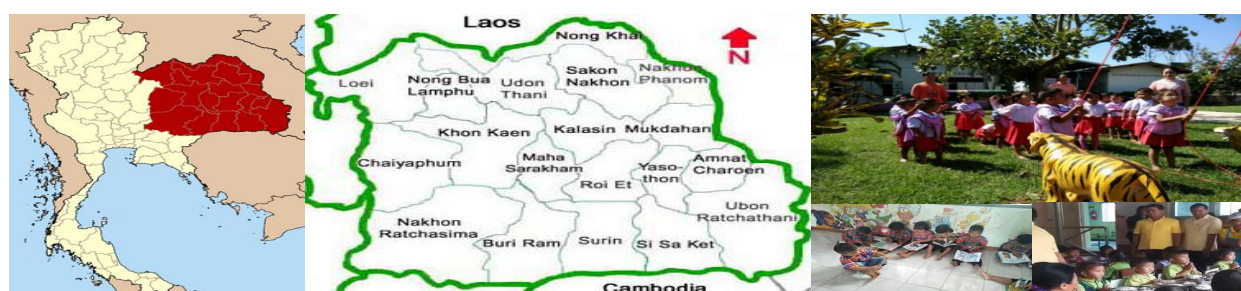 Laos
Nong Khai
N
Loei
Nong Bua
Lamphu
Udon
Thani
Sakon
Nakhon
Nakhon
Phanom
Khon Kaen
Kalasin
Mukdahan
Chaiyaphum
Maha
Sarakham
Roi Et
Yaso-
thon
Amnat
Charoen
Nakhon
Ratchasima
Buri Ram
Surin
Si Sa Ket
Ubon
Ratchathani
Cambodia